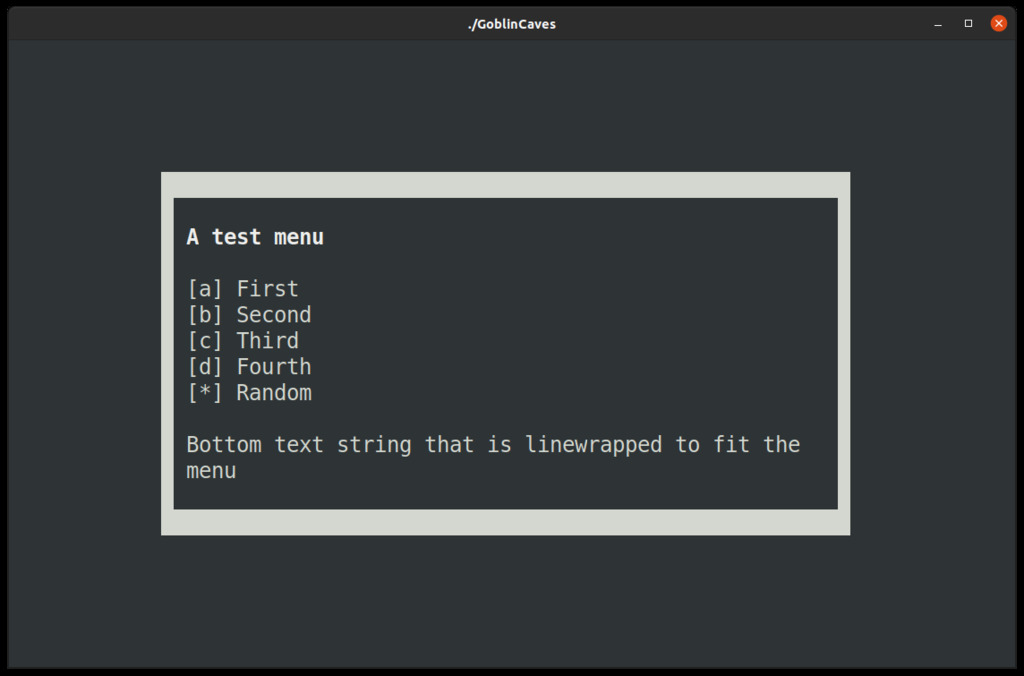 ./GoblinCaves
A test menu
[a] First
[b] Second
[c] Third
[d] Fourth
[*] Random
Bottom text string that is linewrapped to fit the
menu